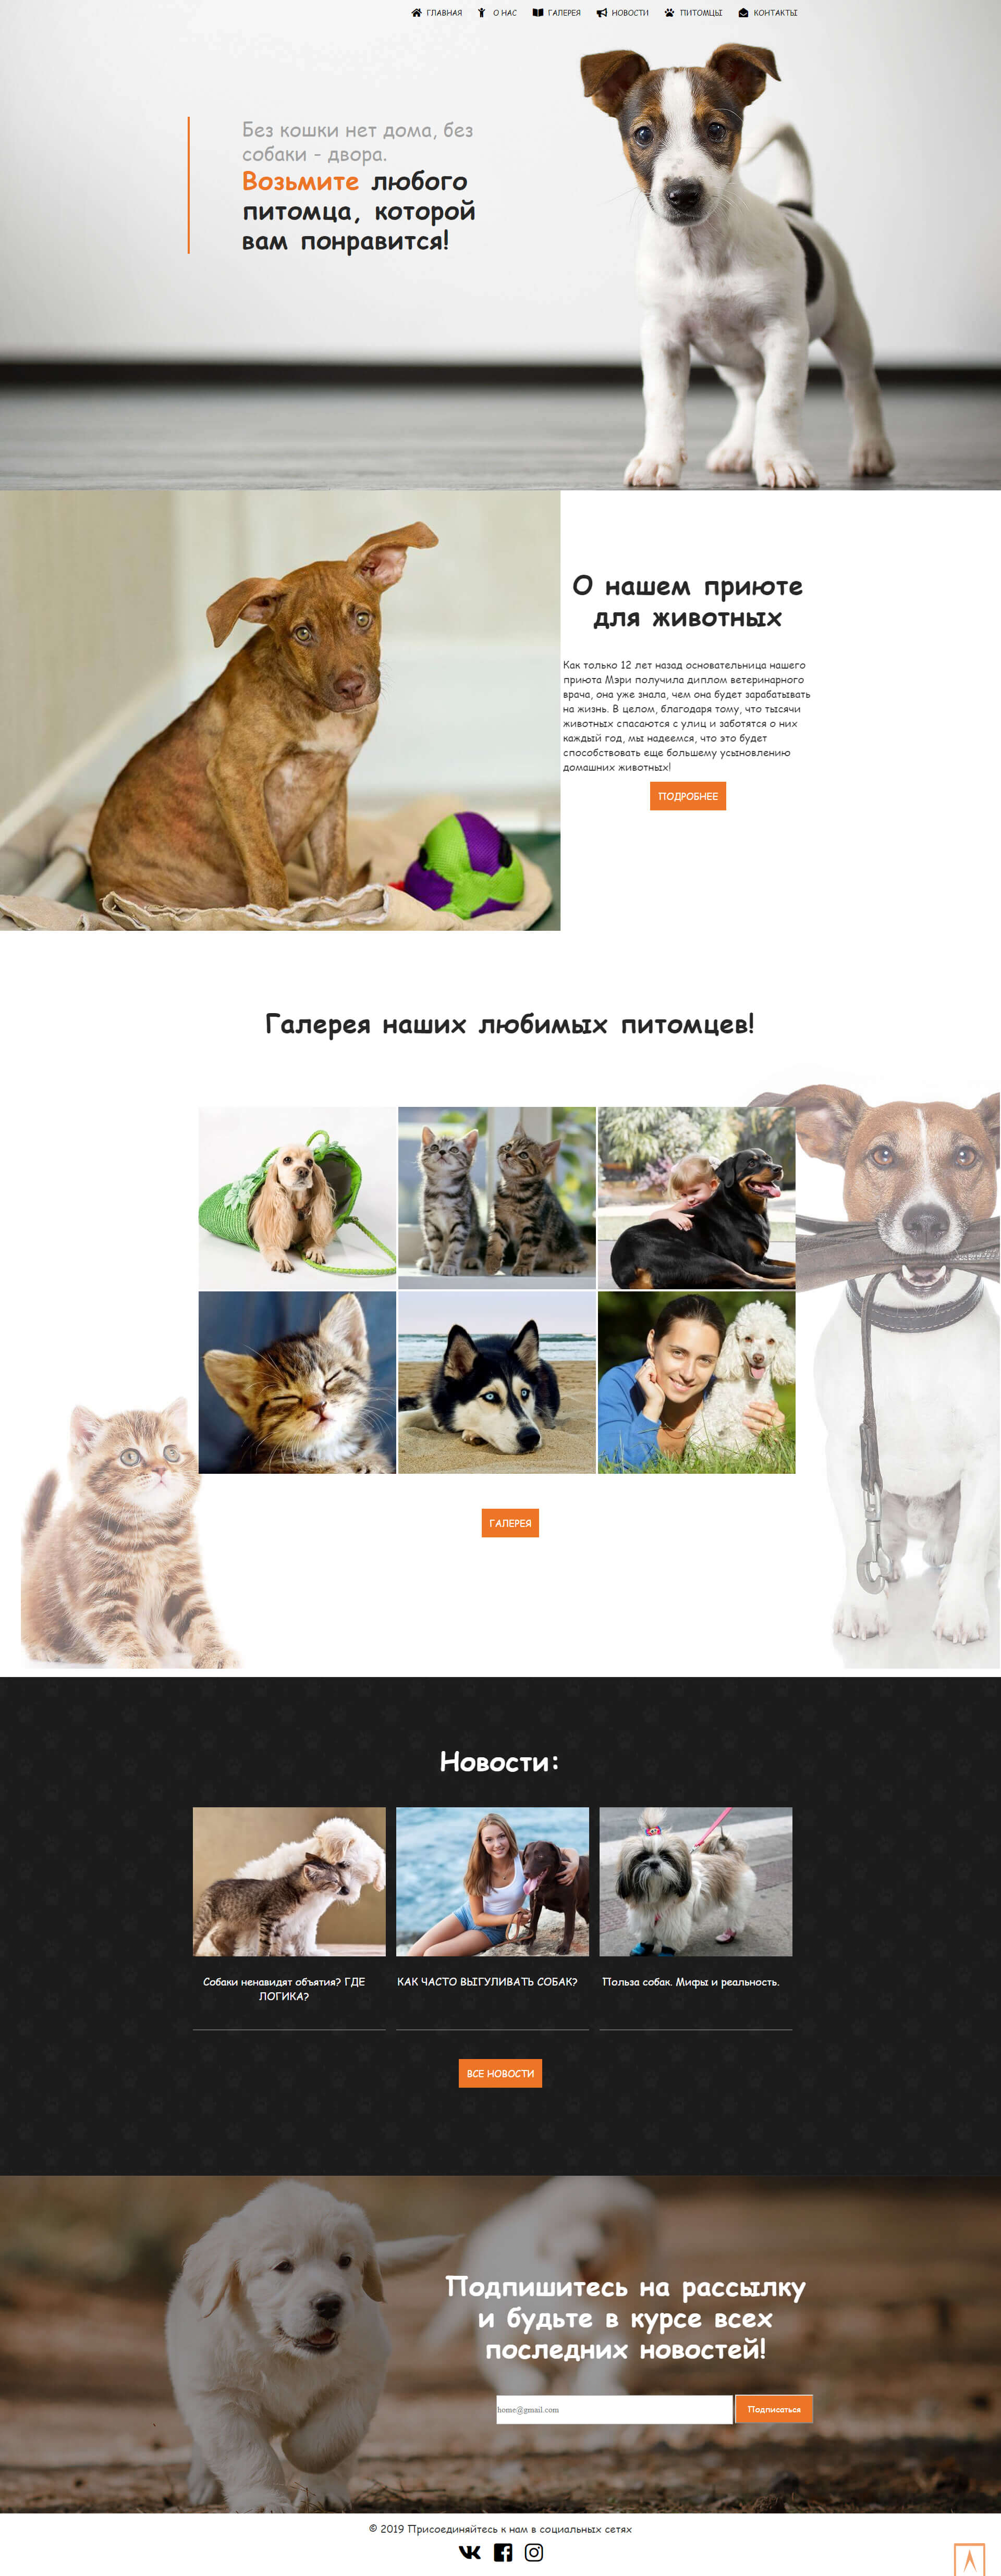 ГЛАВНАЯ О НАС ГАЛЕРЕЯ НОВОСТИ ПИТОМЦЫ КОНТАКТЫ
Без кошки нет дома, без
собаки - двора.
Возьмите любого
питомца, которой
вам понравится!
О нашем приюте
для животных
Как только 12 лет назад основательница нашего
приюта Мэри получила диплом ветеринарного
врача, она уже знала, чем она будет зарабатывать
на жизнь. В целом, благодаря тому, что тысячи
животных спасаются с улиц и заботятся о них
каждый год, мы надеемся, что это будет
способствовать еще большему усыновлению
домашних животных!
ПОДРОБНЕЕ
Галерея наших любимых питомцев!
ГАЛЕРЕЯ
Новости:
Собаки ненавидят объятия? ГДЕ
ЛОГИКА?
КАК ЧАСТО ВЫГУЛИВАТЬ СОБАК?
Польза собак. Мифы и реальность.
ВСЕ НОВОСТИ
Подпишитесь на рассылку
и будьте в курсе всех
последних новостей!
home@gmail.com
Подписаться
© 2019 Присоединяйтесь к нам в социальных сетях